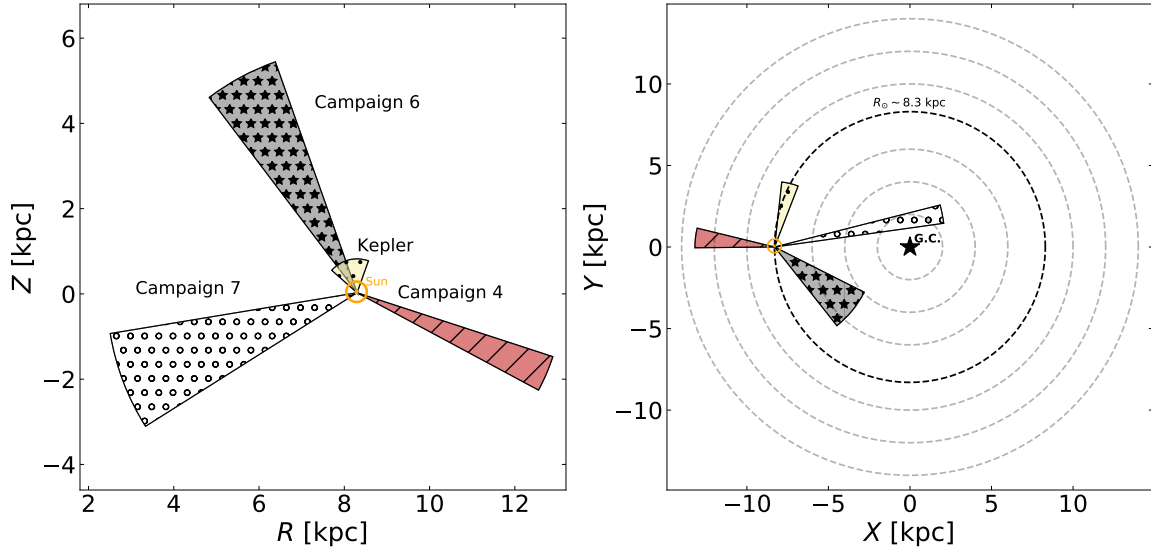 6
4
2
0
−2
−4
Z [kpc]
Campaign 6
Kepler
Sun
Campaign 7
Campaign 4
2
4
6
8
10
12
R [kpc]
10
5
0
−5
−10
Y [kpc]
R⊙ ~ 8.3 kpc
G.C.
−10
−5
0
5
10
X [kpc]